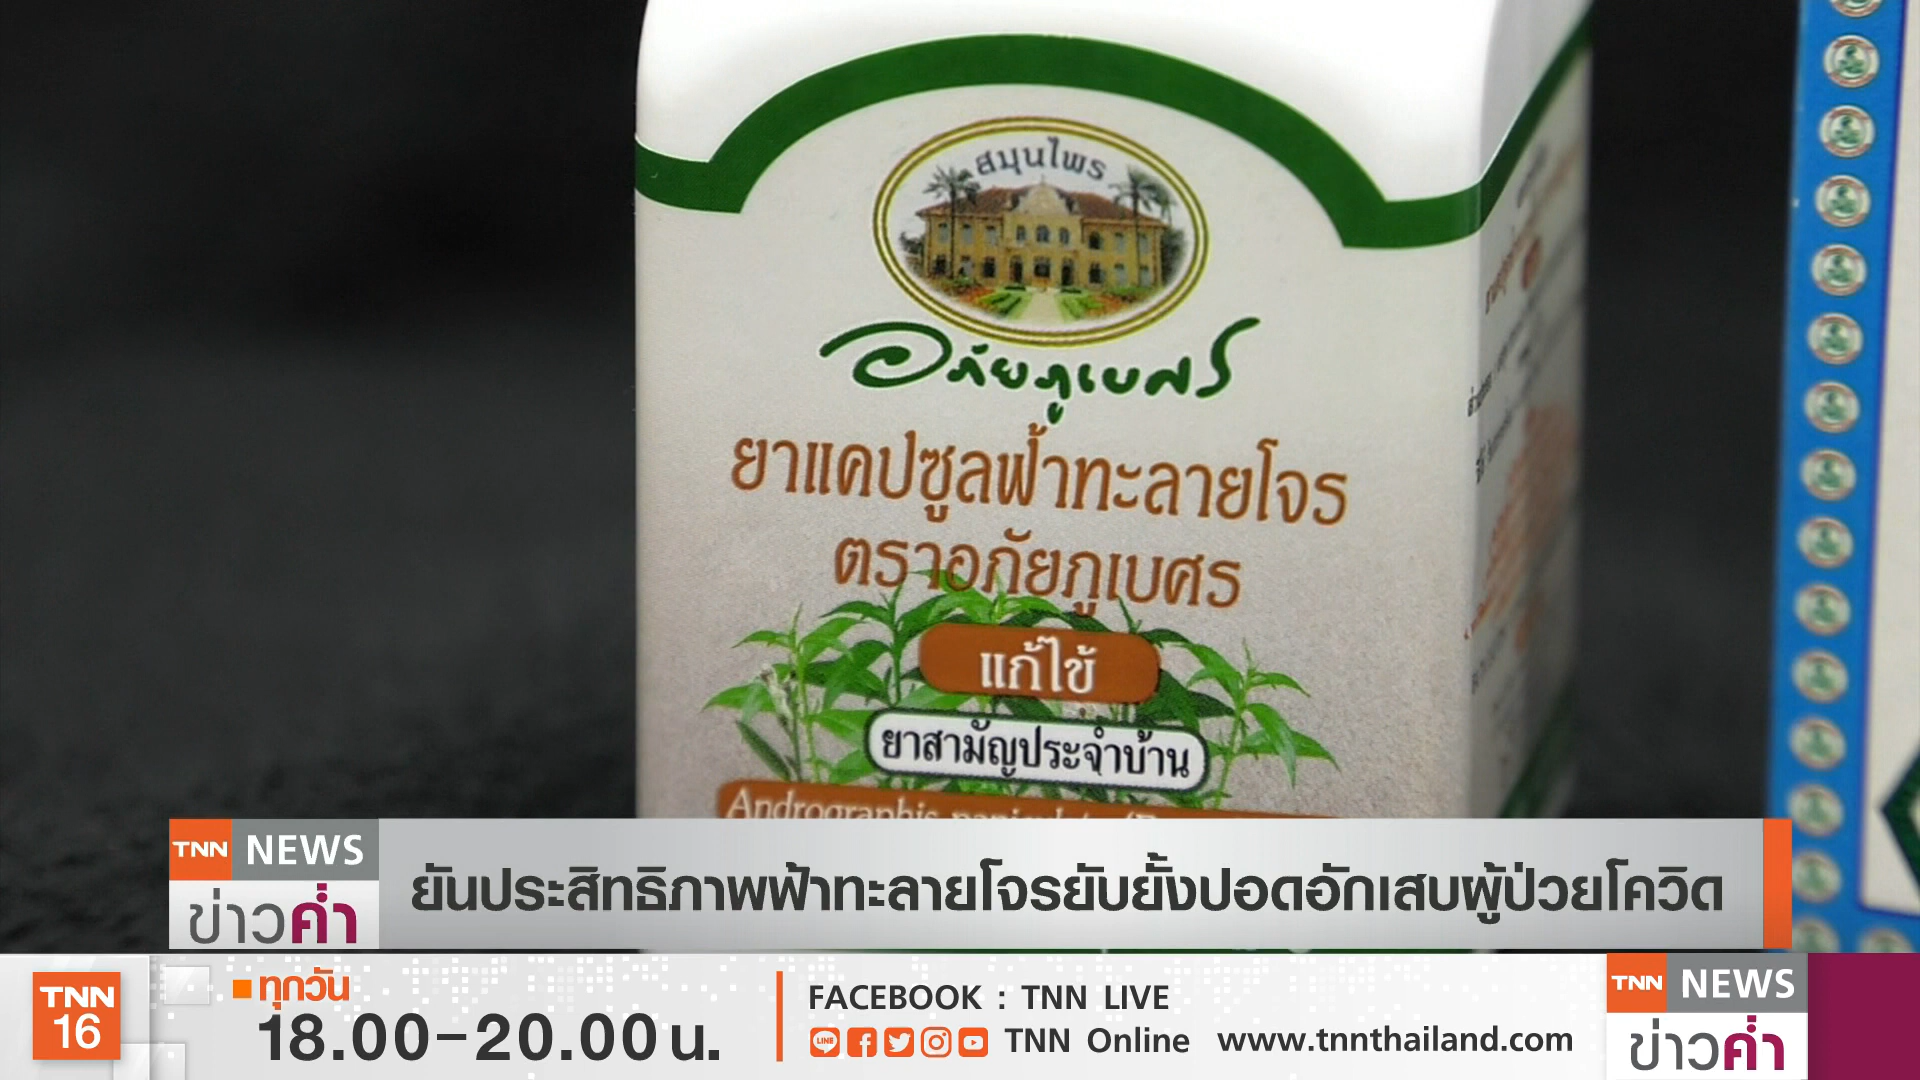 สมุนไพร
อภัยภูเบศร
ยาแคปซูลฟ้าทะลายโจร
ตราอภัยภูเบศร
แก้ไข้
ยาสามัญประจำบ้าน
Andrographis
TNN NEWS
ข่าวค่ำ
ยันประสิทธิภาพฟ้าทะลายโจรยับยั้งปอดอักเสบผู้ป่วยโควิด
TNN
16
ทุกวัน
18.00-20.00 น.
FACEBOOK : TNN LIVE
LINE TNN Online www.tnnthailand.com
TNN NEWS
ข่าวค่ำ